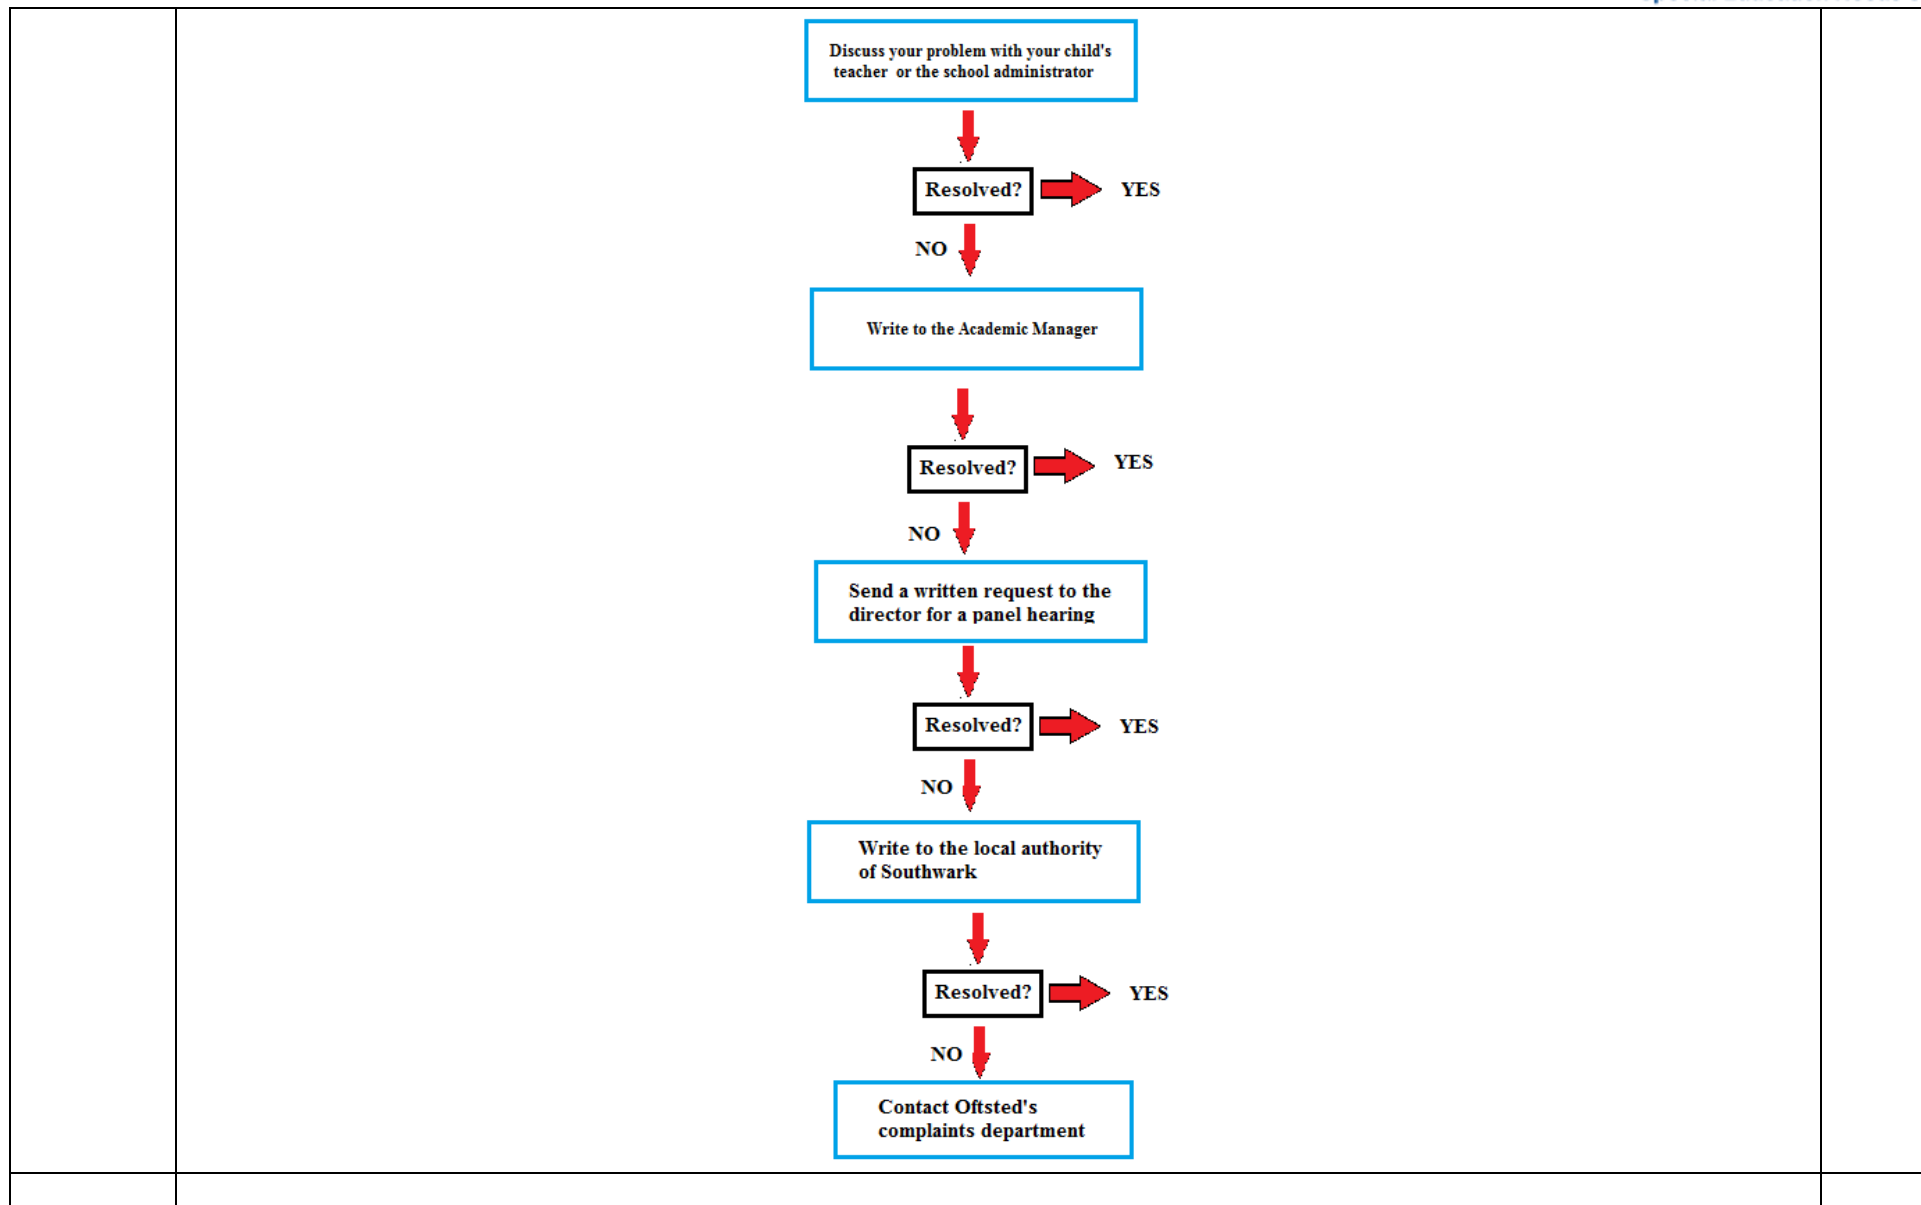 Discuss your problem with your child's
teacher or the school administrator
Resolved?
YES
NO
Write to the Academic Manager
Resolved?
YES
NO
Send a written request to the
director for a panel hearing
Resolved?
YES
NO
Write to the local authority
of Southwark
Resolved?
YES
NO
Contact Oftsted's
complaints department